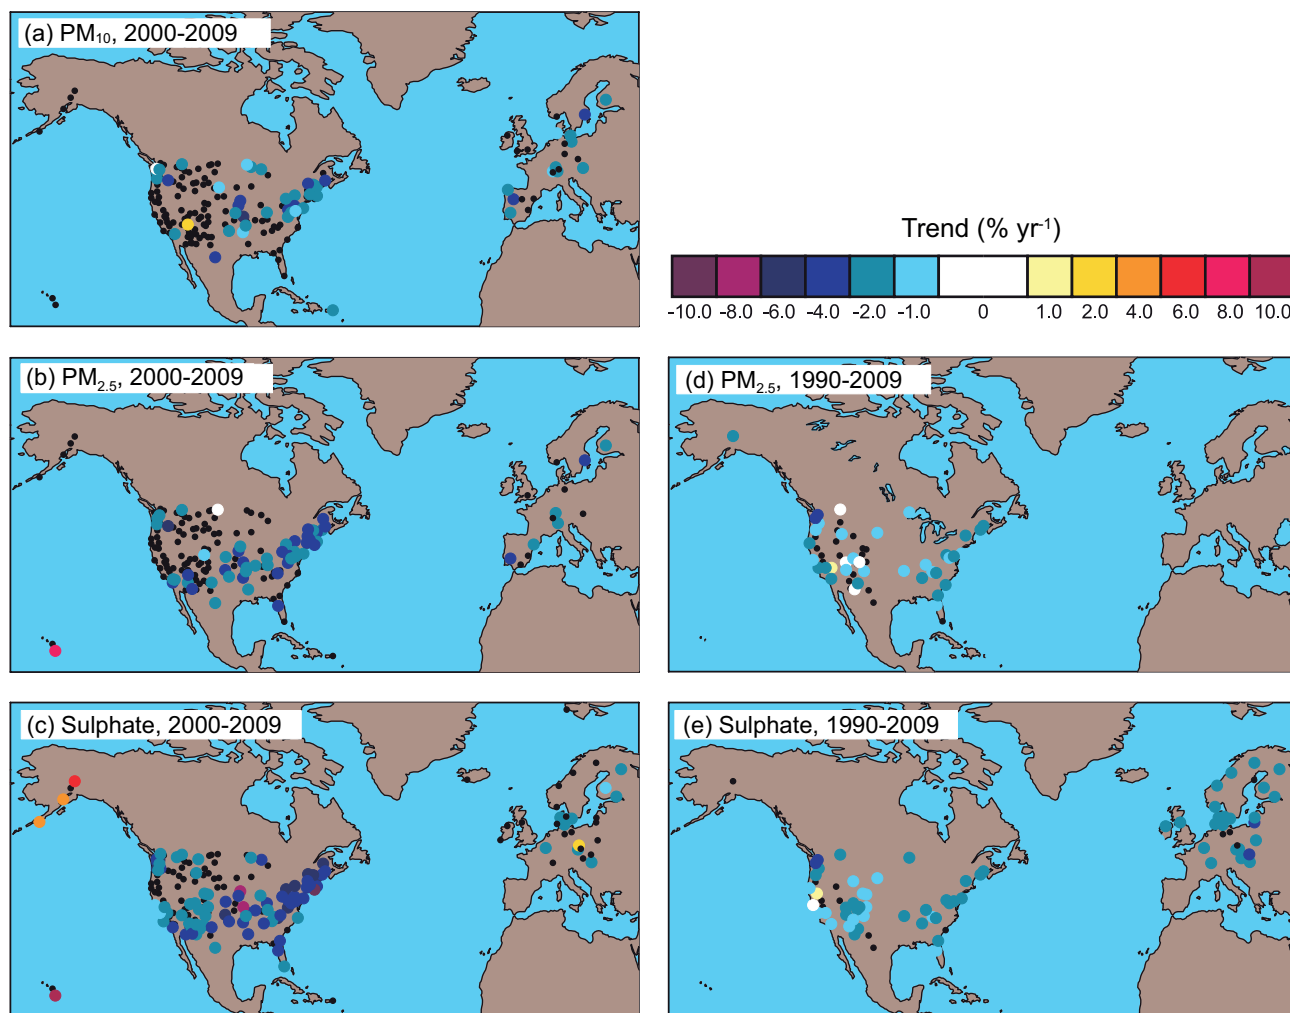 (a) PM₁₀, 2000-2009
Trend (% yr⁻¹)
-10.0 -8.0 -6.0 -4.0 -2.0 -1.0 0 1.0 2.0 4.0 6.0 8.0 10.0
(b) PM₂.₅, 2000-2009
(d) PM₂.₅, 1990-2009
(c) Sulphate, 2000-2009
(e) Sulphate, 1990-2009